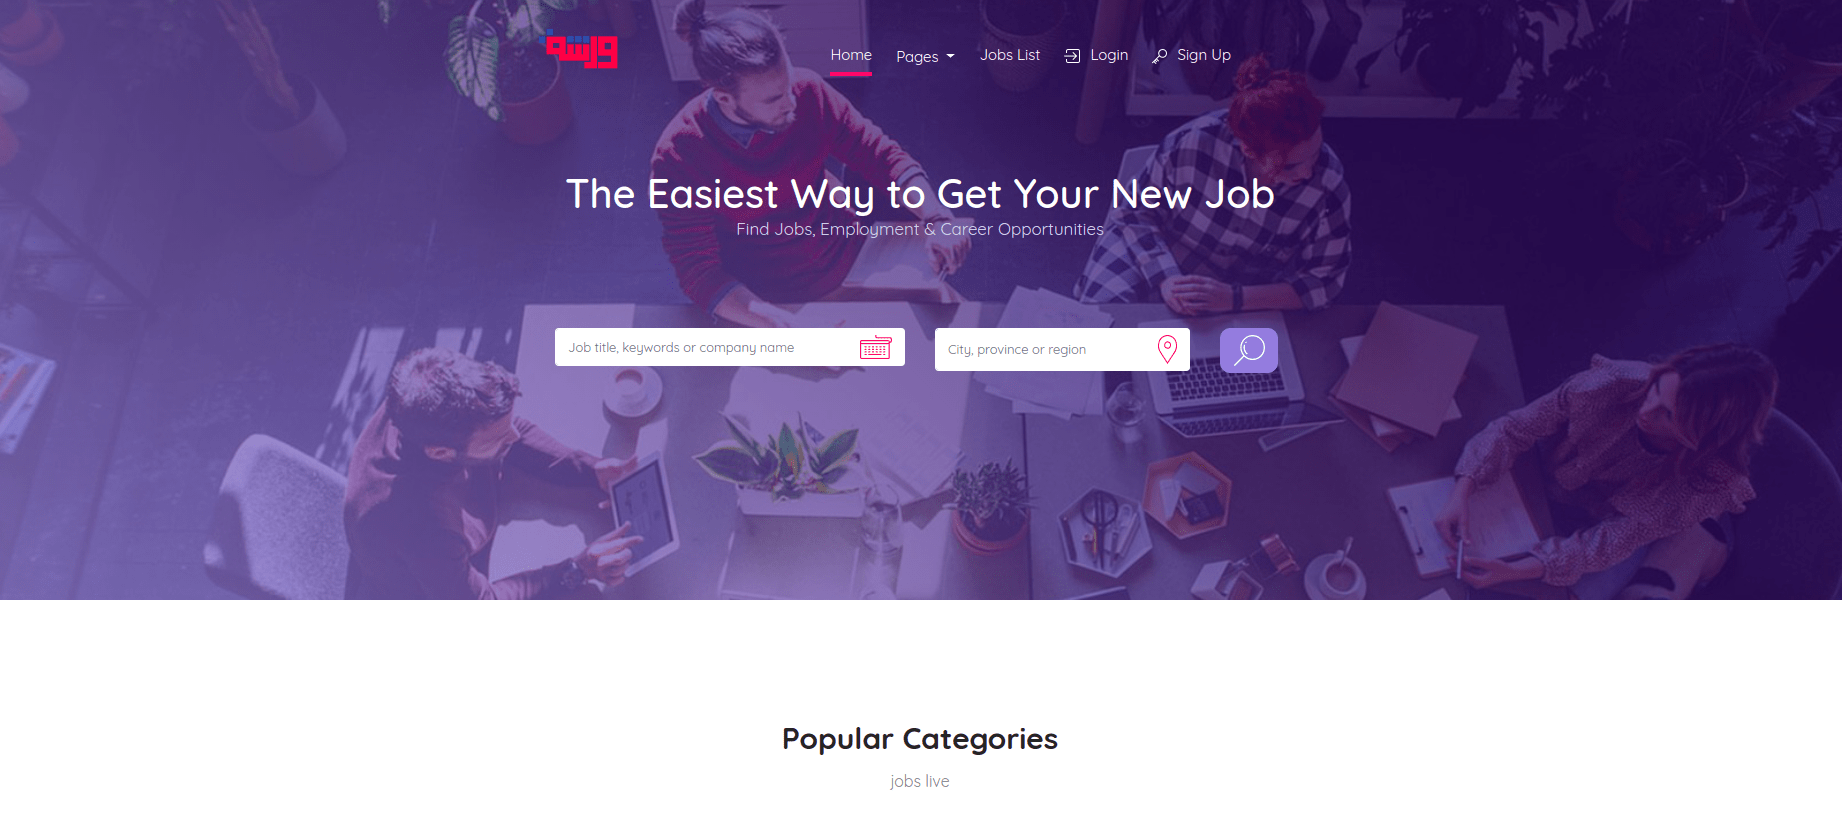 ورشة
Home
Pages
Jobs List
Login
Sign Up
The Easiest Way to Get Your New Job
Find Jobs, Employment & Career Opportunities
Job title, keywords or company name
City, province or region
Popular Categories
jobs live